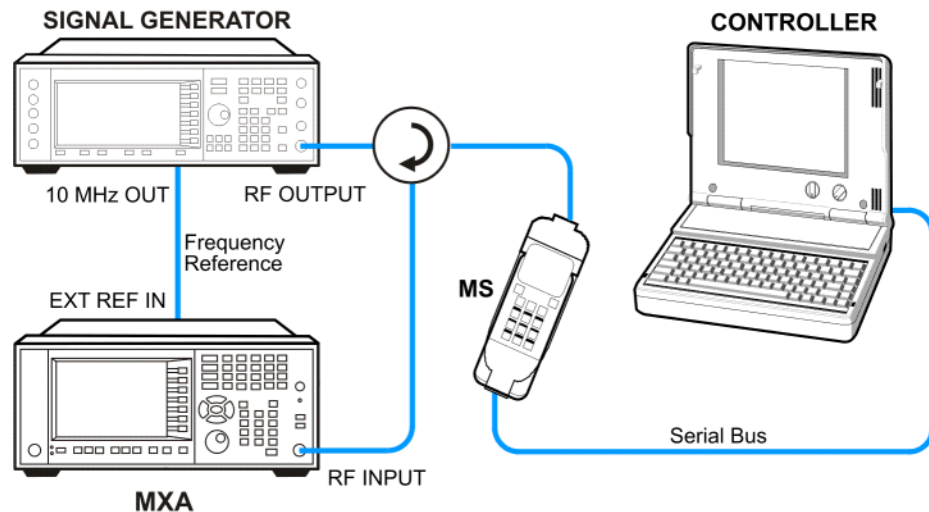 SIGNAL GENERATOR
CONTROLLER
10 MHz OUT
RF OUTPUT
Frequency
Reference
MS
EXT REF IN
Serial Bus
RF INPUT
MXA